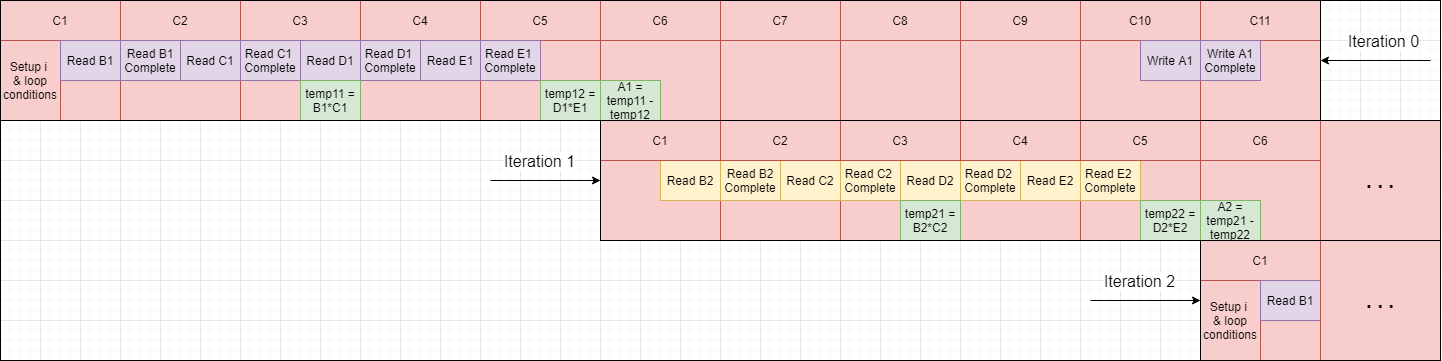 C1 C2 C3 C4 C5 C6 C7 C8 C9 C10 C11
Setup i
& loop
conditions
Read B1
Read B1
Complete
Read C1
Read C1
Complete
Read D1
Read D1
Complete
Read E1
Read E1
Complete
Write A1
Write A1
Complete
Iteration 0
temp11 =
B1*C1
temp12 =
D1*E1
A1 =
temp11 -
temp12
Iteration 1
C1 C2 C3 C4 C5 C6
Read B2
Read B2
Complete
Read C2
Read C2
Complete
Read D2
Read D2
Complete
Read E2
Read E2
Complete
...
temp21 =
B2*C2
temp22 =
D2*E2
A2 =
temp21 -
temp22
Iteration 2
C1
Setup i
& loop
conditions
Read B1
...